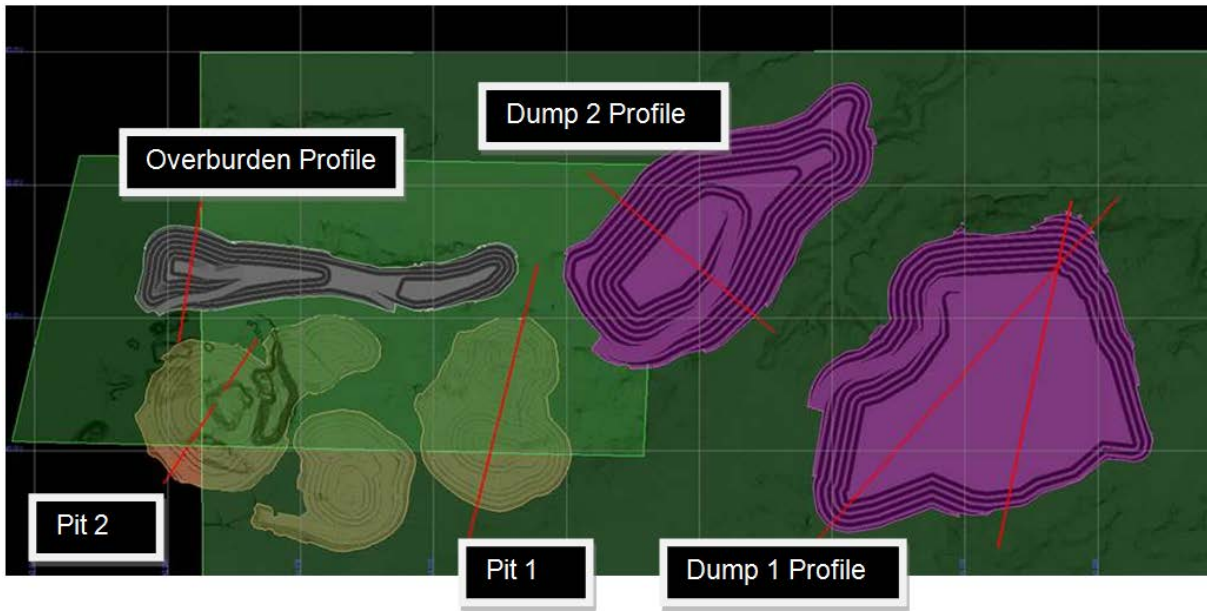 Dump 2 Profile
Overburden Profile
Pit 2
Pit 1
Dump 1 Profile